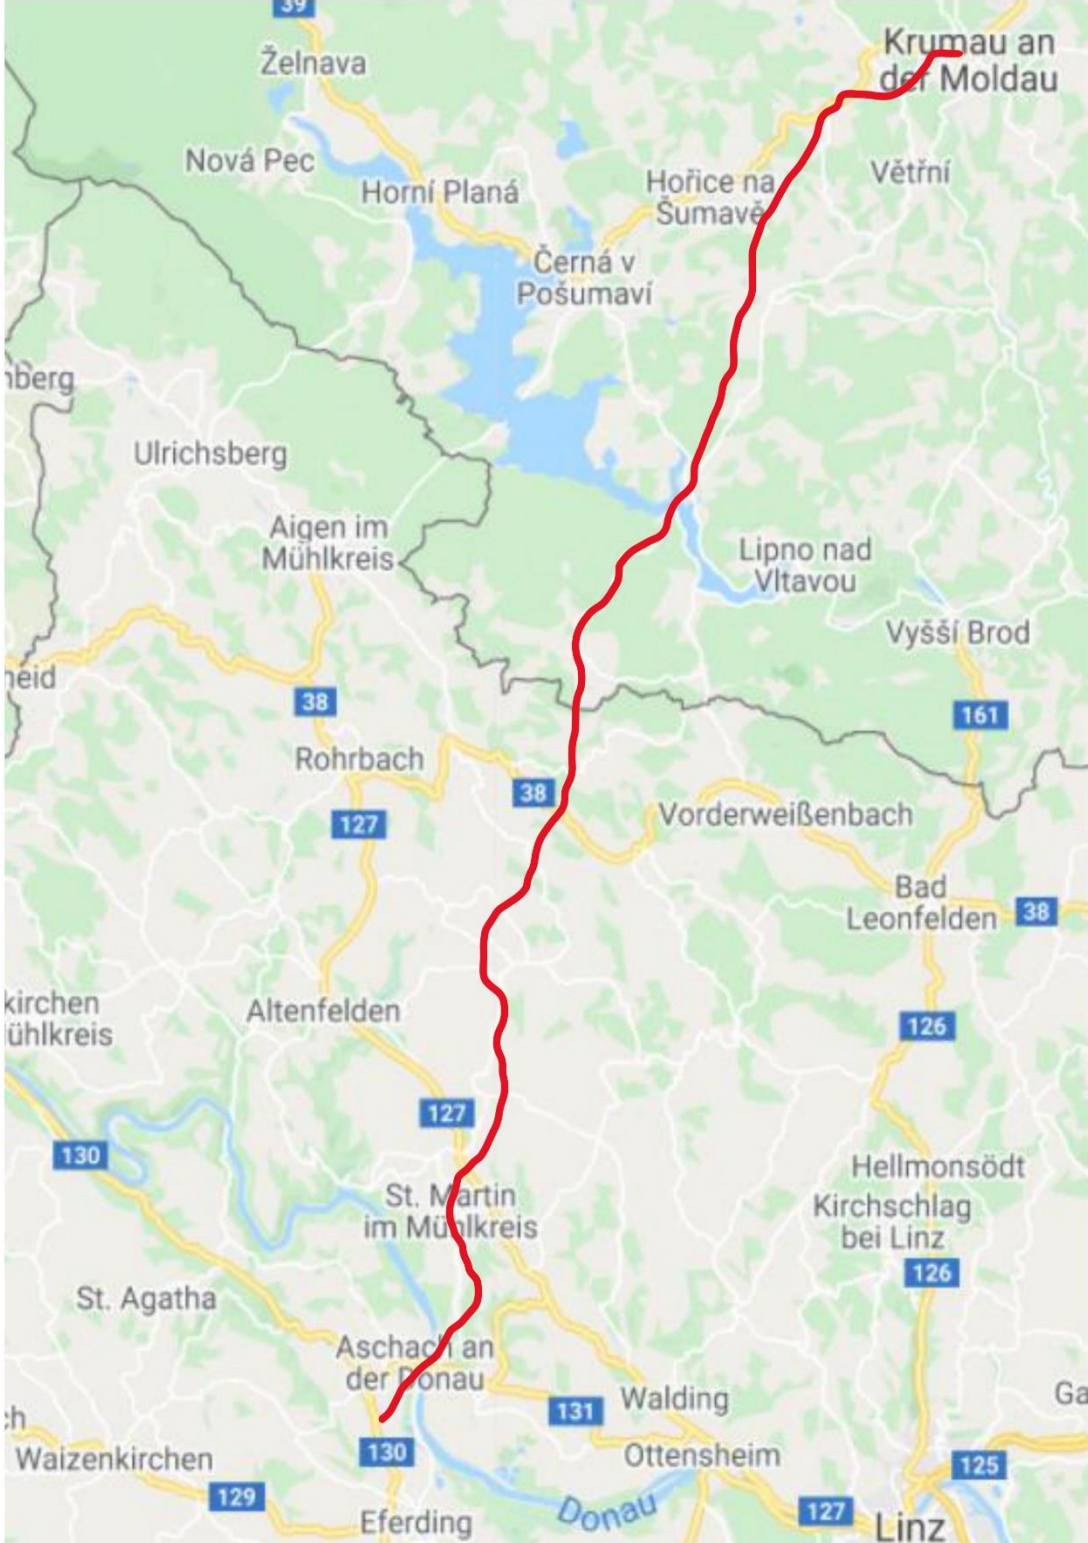 39
Želnava
Krumau an
der Moldau
Nová Pec
Horní Planá
Hořice na
Šumavě
Větřní
Černá v
Pošumaví
Ulrichsberg
Aigen im
Mühlkreis
Lipno nad
Vltavou
Vyšší Brod
38
161
Rohrbach
38
127
Vorderweißenbach
Bad
Leonfelden
38
kirchen
Altenfelden
126
127
130
Hellmonsödt
St. Martin
im Mühlkreis
Kirchschlag
bei Linz
126
St. Agatha
Aschach an
der Donau
131
Walding
Ga
Waizenkirchen
130
Ottensheim
125
129
Donau
127
Eferding
Linz